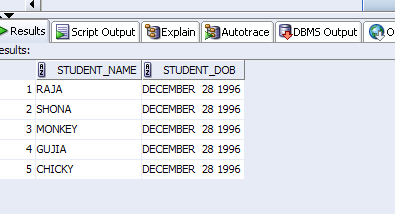 Results Script Output Explain Autotrace DBMS Output O
Results:
STUDENT_NAME STUDENT_DOB
1 RAJA DECEMBER  28 1996
2 SHONA DECEMBER  28 1996
3 MONKEY DECEMBER  28 1996
4 GUJIA DECEMBER  28 1996
5 CHICKY DECEMBER  28 1996